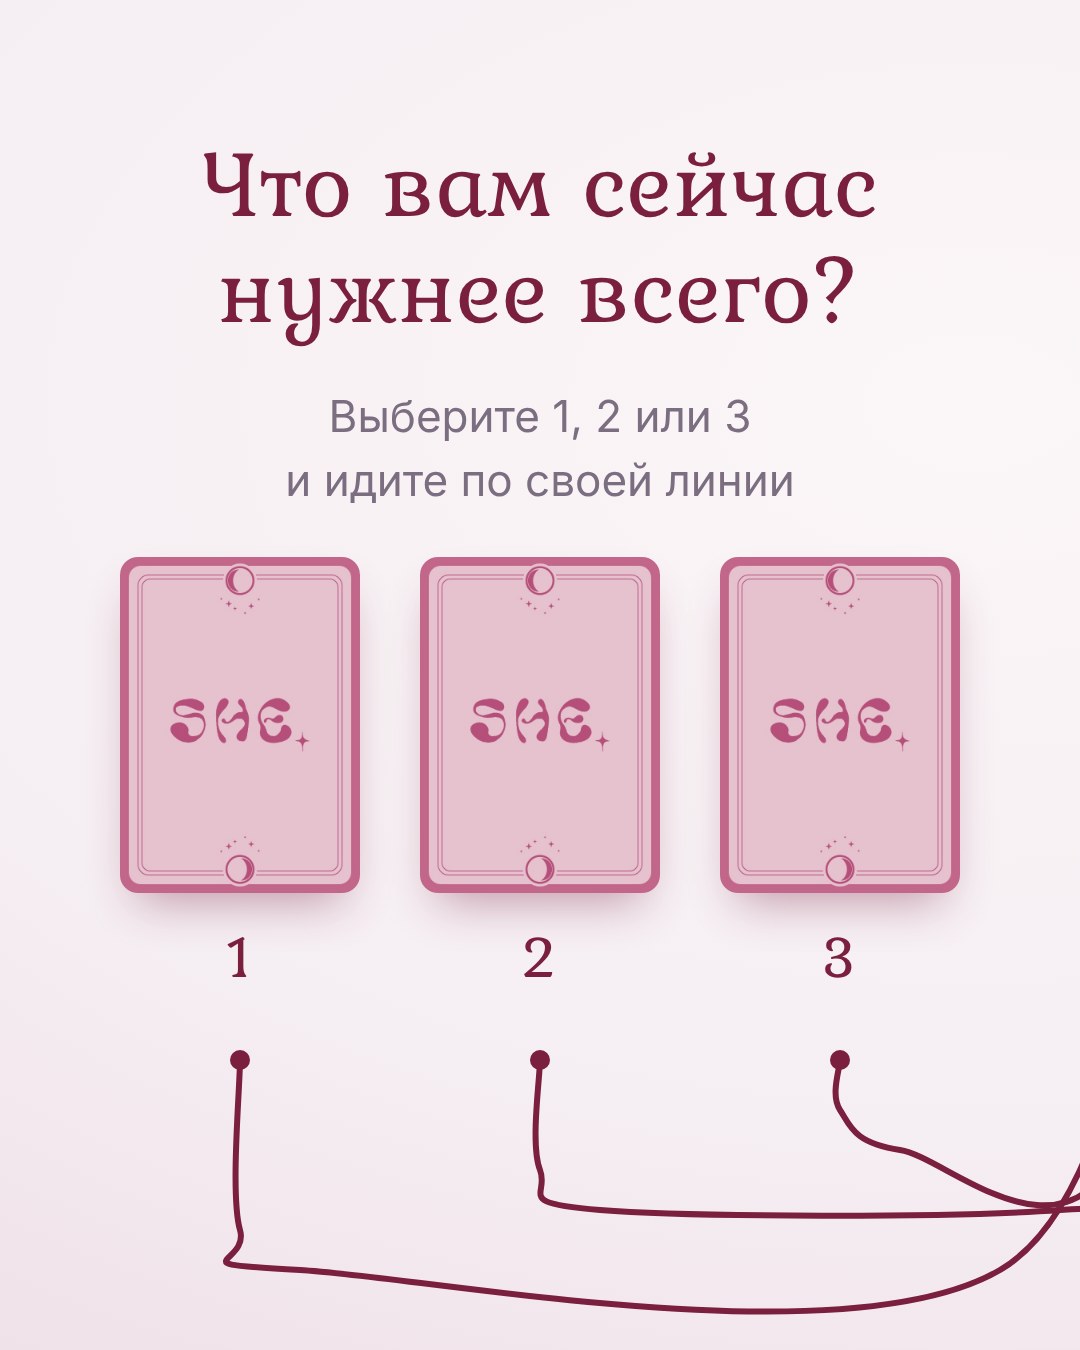 Что вам сейчас
нужнее всего?
Выберите 1, 2 или 3
и идите по своей линии
SHE SHE SHE
1 2 3